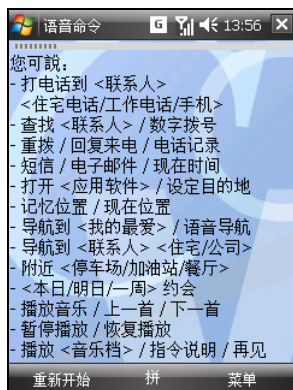 语音命令 G 13:56
您可說：
- 打电话到 <联系人>
<住宅电话/工作电话/手机>
- 查找 <联系人> / 数字拨号
- 重拨 / 回复来电 / 电话记录
- 短信 / 电子邮件 / 现在时间
- 打开 <应用软件> / 设定目的地
- 记忆位置 / 现在位置
- 导航到 <我的最爱> / 语音导航
- 导航到 <联系人> <住宅/公司>
- 附近 <停车场/加油站/餐厅>
- <本日/明日/一周> 约会
- 播放音乐 / 上一首 / 下一首
- 暂停播放 / 恢复播放
- 播放 <音乐档> / 指令说明 / 再见
重新开始 拼 菜单